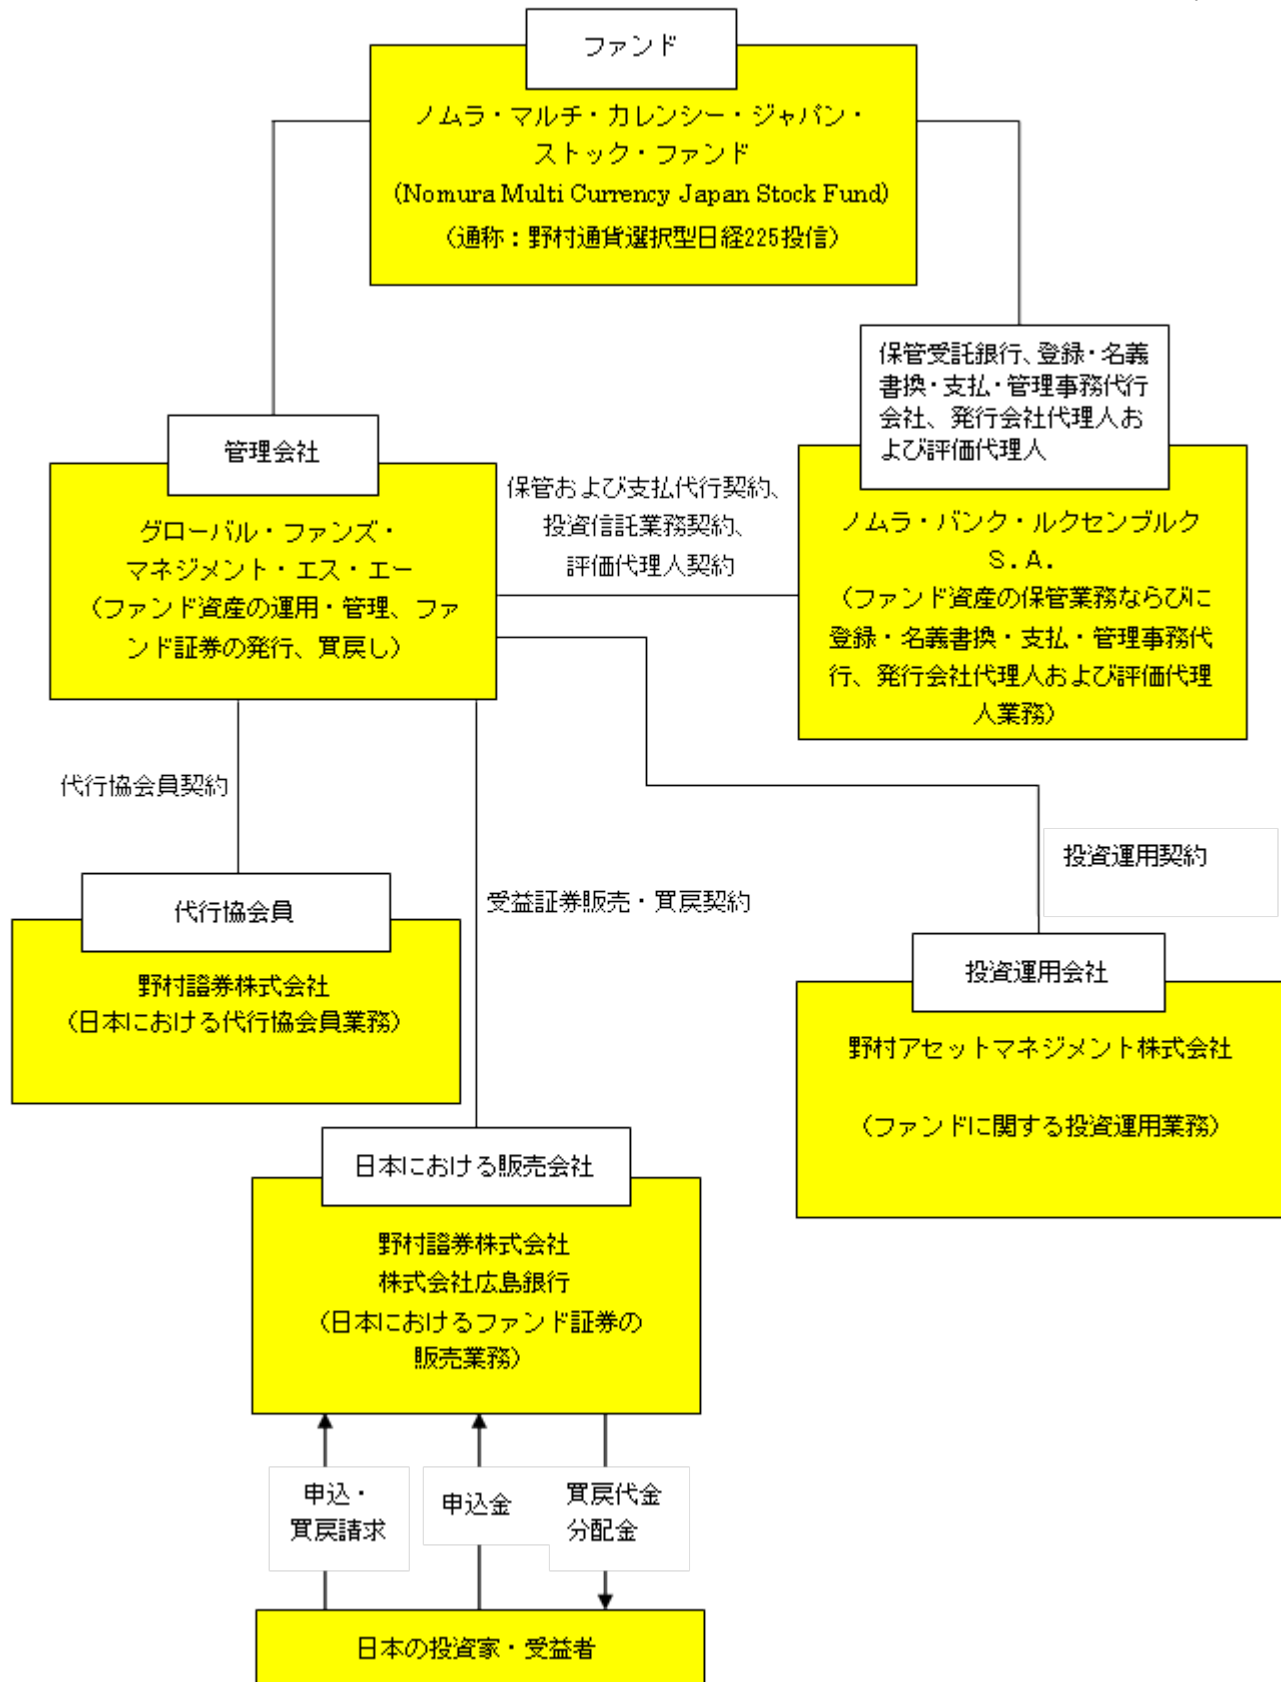 ファンド
ノムラ・マルチ・カレンシー・ジャパン・
ストック・ファンド
(Nomura Multi Currency Japan Stock Fund)
（通称：野村通貨選択型日経225投信）
保管受託銀行、登録・名義
書換・支払・管理事務代行
会社、発行会社代理人お
よび評価代理人
管理会社
グローバル・ファンズ・
マネジメント・エス・エー
（ファンド資産の運用・管理、ファ
ンド証券の発行、買戻し）
保管および支払代行契約、
投資信託業務契約、
評価代理人契約
ノムラ・バンク・ルクセンブルク
Ｓ．Ａ．
（ファンド資産の保管業務ならびに
登録・名義書換・支払・管理事務代
行、発行会社代理人および評価代理
人業務）
代行協会員契約
受益証券販売・買戻契約
投資運用契約
代行協会員
野村證券株式会社
（日本における代行協会員業務）
投資運用会社
野村アセットマネジメント株式会社
（ファンドに関する投資運用業務）
日本における販売会社
野村證券株式会社
株式会社広島銀行
（日本におけるファンド証券の
販売業務）
申込・
買戻請求
申込金
買戻代金
分配金
日本の投資家・受益者